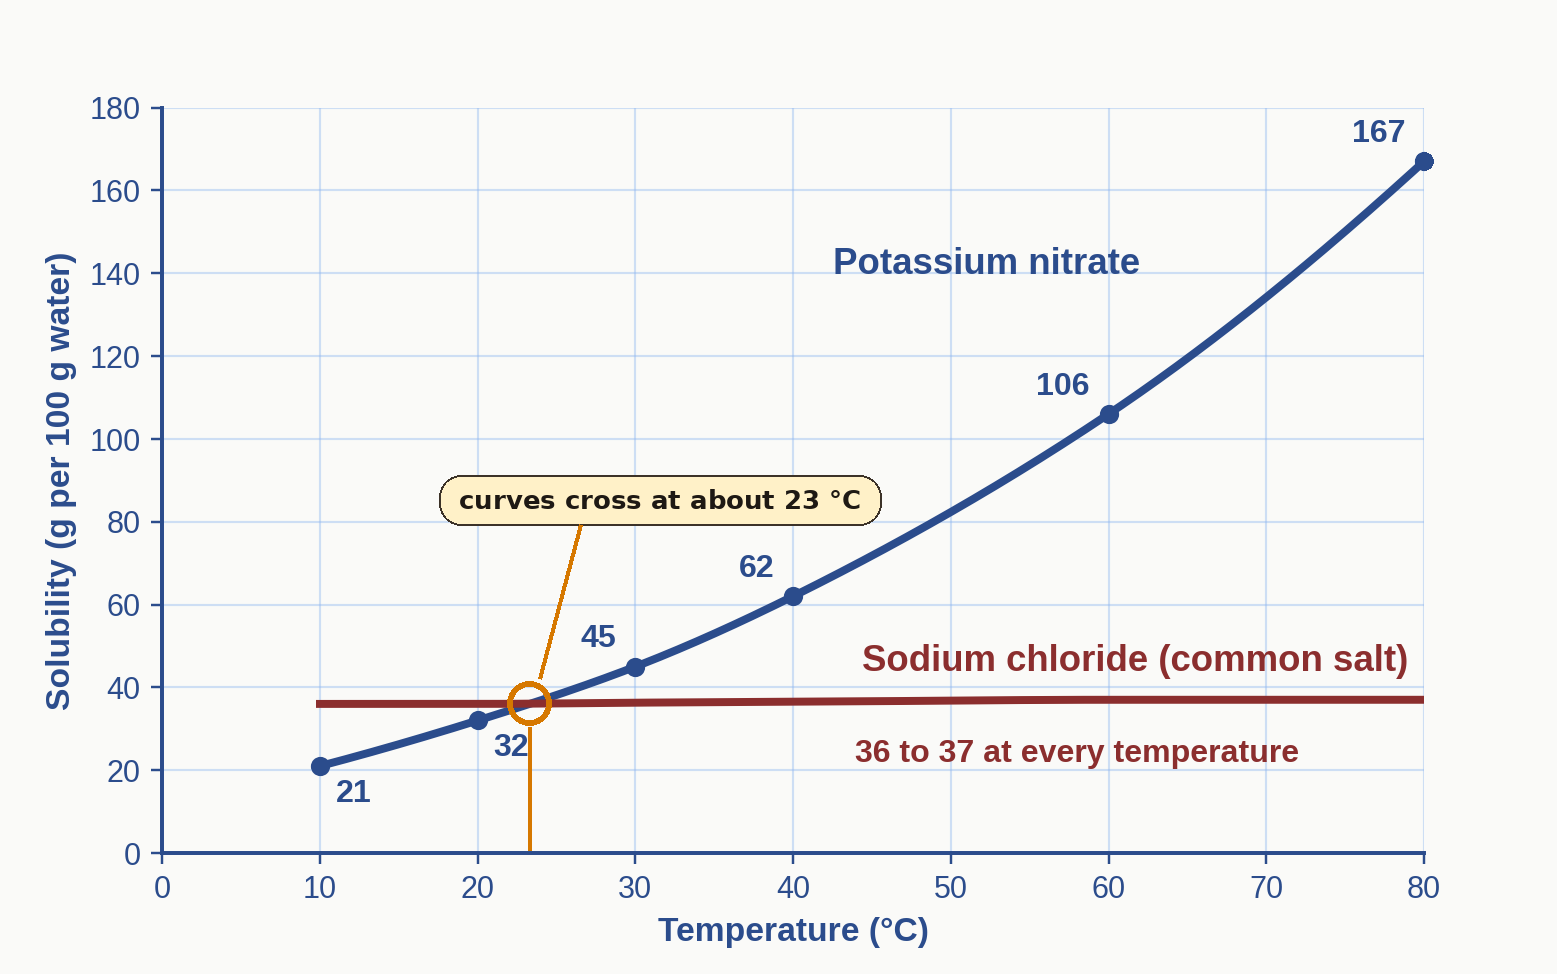 180
160
140
120
100
80
60
40
20
0
Solubility (g per 100 g water)
167
Potassium nitrate
106
curves cross at about 23 °C
62
45
Sodium chloride (common salt)
32
36 to 37 at every temperature
21
0 10 20 30 40 50 60 70 80
Temperature (°C)